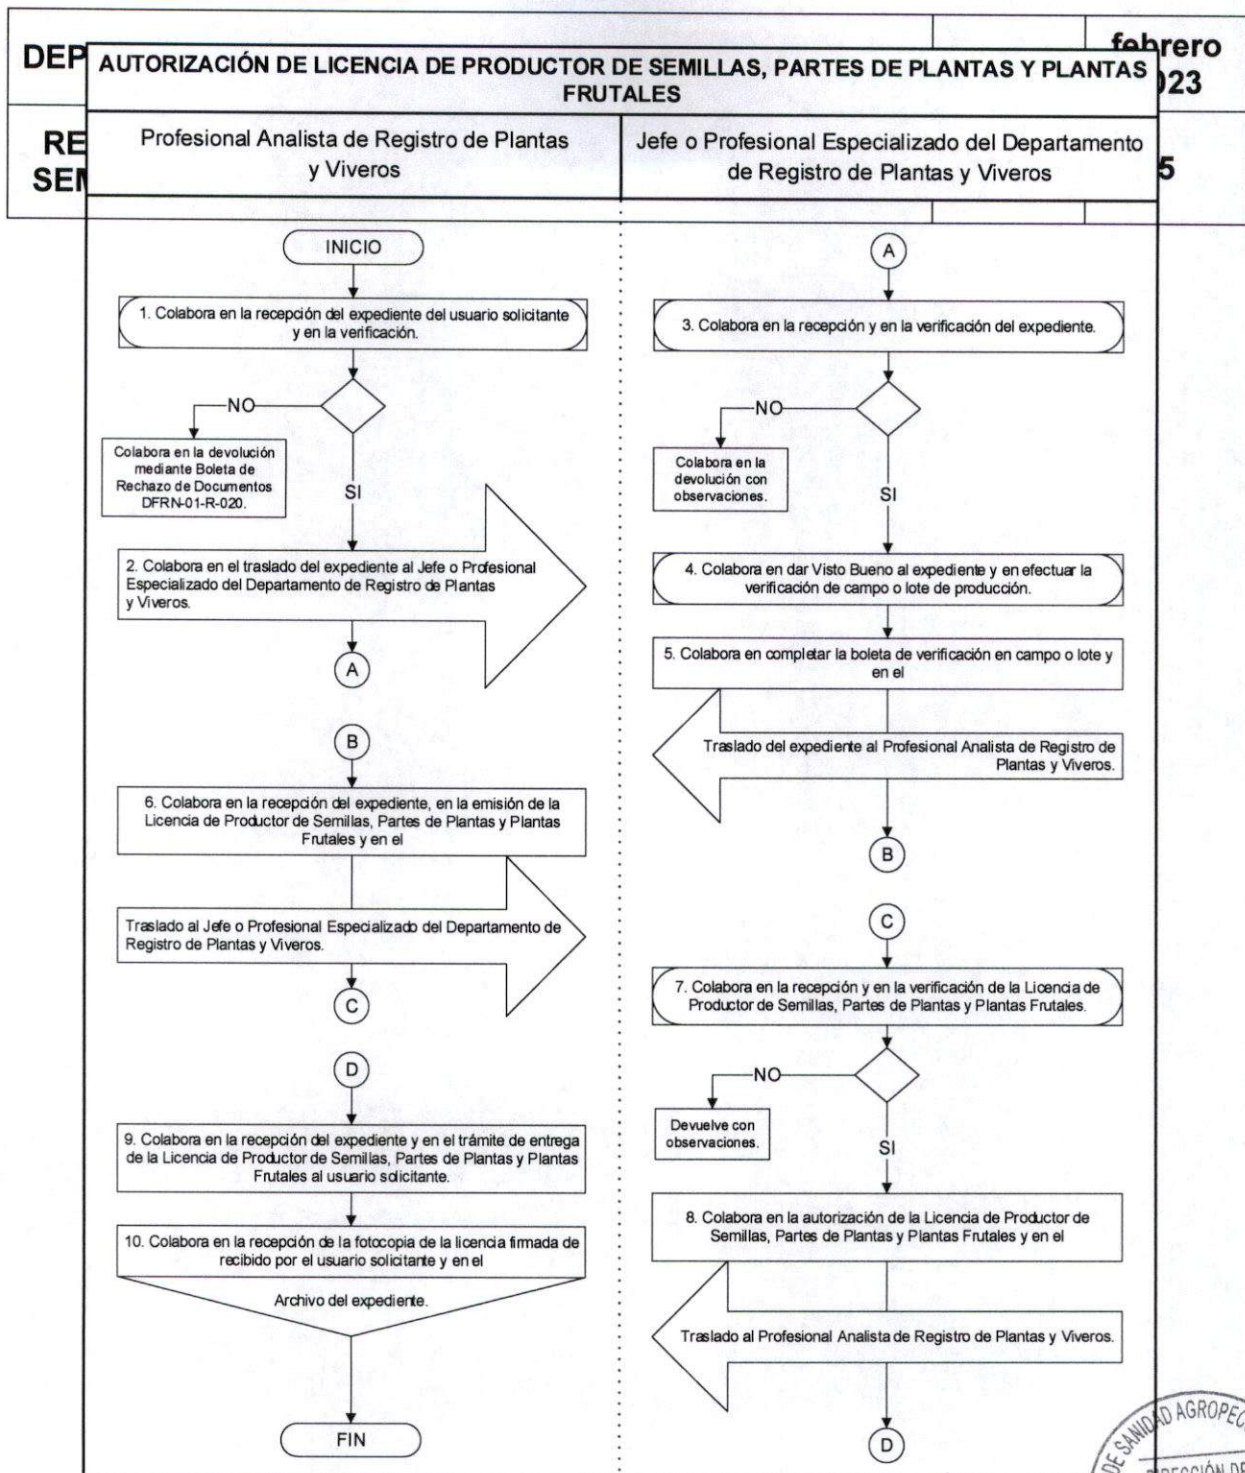 DEP
febrero
023
RE
SEM
5
AUTORIZACIÓN DE LICENCIA DE PRODUCTOR DE SEMILLAS, PARTES DE PLANTAS Y PLANTAS
FRUTALES
Profesional Analista de Registro de Plantas
y Viveros
Jefe o Profesional Especializado del Departamento
de Registro de Plantas y Viveros
INICIO
1. Colabora en la recepción del expediente del usuario solicitante
y en la verificación.
NO
Colabora en la devolución
mediante Boleta de
Rechazo de Documentos
DFRN-01-R-020.
SI
2. Colabora en el traslado del expediente al Jefe o Profesional
Especializado del Departamento de Registro de Plantas
y Viveros.
A
B
6. Colabora en la recepción del expediente, en la emisión de la
Licencia de Productor de Semillas, Partes de Plantas y Plantas
Frutales y en el
Traslado al Jefe o Profesional Especializado del Departamento de
Registro de Plantas y Viveros.
C
D
9. Colabora en la recepción del expediente y en el trámite de entrega
de la Licencia de Productor de Semillas, Partes de Plantas y Plantas
Frutales al usuario solicitante.
10. Colabora en la recepción de la fotocopia de la licencia firmada de
recibido por el usuario solicitante y en el
Archivo del expediente.
FIN
A
3. Colabora en la recepción y en la verificación del expediente.
NO
Colabora en la
devolución con
observaciones.
SI
4. Colabora en dar Visto Bueno al expediente y en efectuar la
verificación de campo o lote de producción.
5. Colabora en completar la boleta de verificación en campo o lote y
en el
Traslado del expediente al Profesional Analista de Registro de
Plantas y Viveros.
B
C
7. Colabora en la recepción y en la verificación de la Licencia de
Productor de Semillas, Partes de Plantas y Plantas Frutales.
NO
Devuelve con
observaciones.
SI
8. Colabora en la autorización de la Licencia de Productor de
Semillas, Partes de Plantas y Plantas Frutales y en el
Traslado al Profesional Analista de Registro de Plantas y Viveros.
D
DE SANIDAD AGROPEC
DIRECCIÓN DE